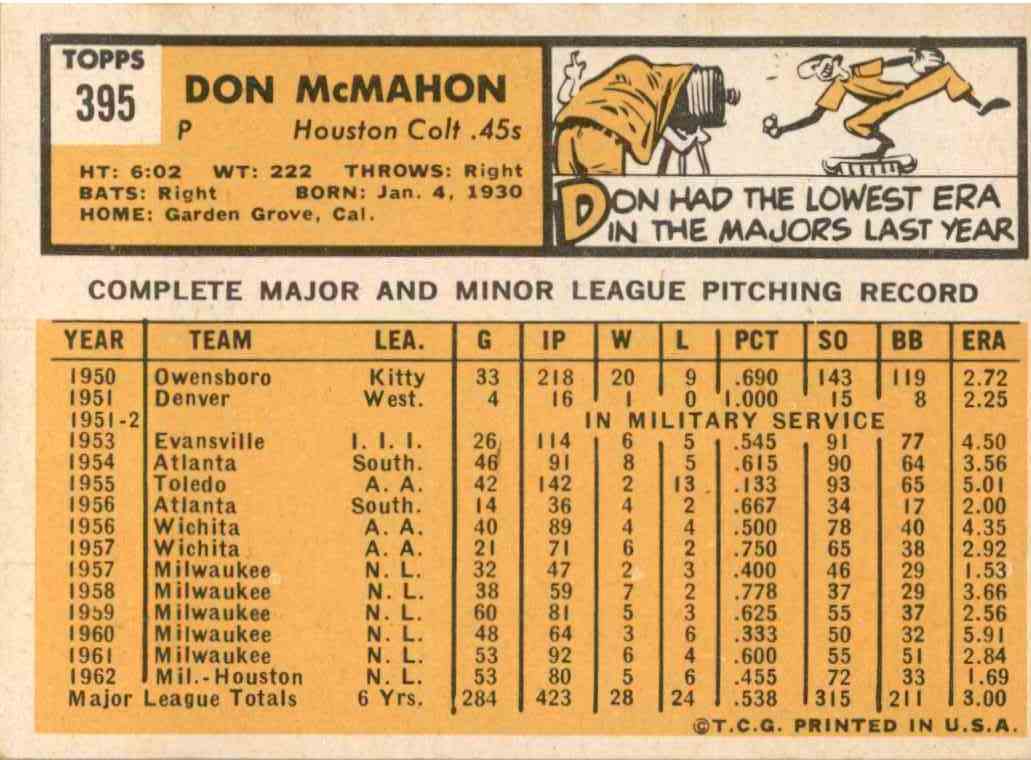 TOPPS
395
DON McMAHON
P Houston Colt .45s
HT: 6:02 WT: 222 THROWS: Right
BATS: Right BORN: Jan. 4, 1930
HOME: Garden Grove, Cal.
DON HAD THE LOWEST ERA
IN THE MAJORS LAST YEAR
COMPLETE MAJOR AND MINOR LEAGUE PITCHING RECORD
YEAR TEAM LEA. G IP W L PCT SO BB ERA
1950 Owensboro Kitty 33 218 20 9 .690 143 119 2.72
1951 Denver West. 4 16 1 0 1.000 15 8 2.25
1951-2 IN MILITARY SERVICE
1953 Evansville I. I. I. 26 114 6 5 .545 91 77 4.50
1954 Atlanta South. 46 91 8 5 .615 90 64 3.56
1955 Toledo A. A. 42 142 2 13 .133 93 65 5.01
1956 Atlanta South. 14 36 4 2 .667 34 17 2.00
1956 Wichita A. A. 40 89 4 4 .500 78 40 4.35
1957 Wichita A. A. 21 71 6 2 .750 65 38 2.92
1957 Milwaukee N. L. 32 47 2 3 .400 46 29 1.53
1958 Milwaukee N. L. 38 59 7 2 .778 37 29 3.66
1959 Milwaukee N. L. 60 81 5 3 .625 55 37 2.56
1960 Milwaukee N. L. 48 64 3 6 .333 50 32 5.91
1961 Milwaukee N. L. 53 92 6 4 .600 55 51 2.84
1962 Mil.-Houston N. L. 53 80 5 6 .455 72 33 1.69
Major League Totals 6 Yrs. 284 423 28 24 .538 315 211 3.00
©T.C.G. PRINTED IN U.S.A.